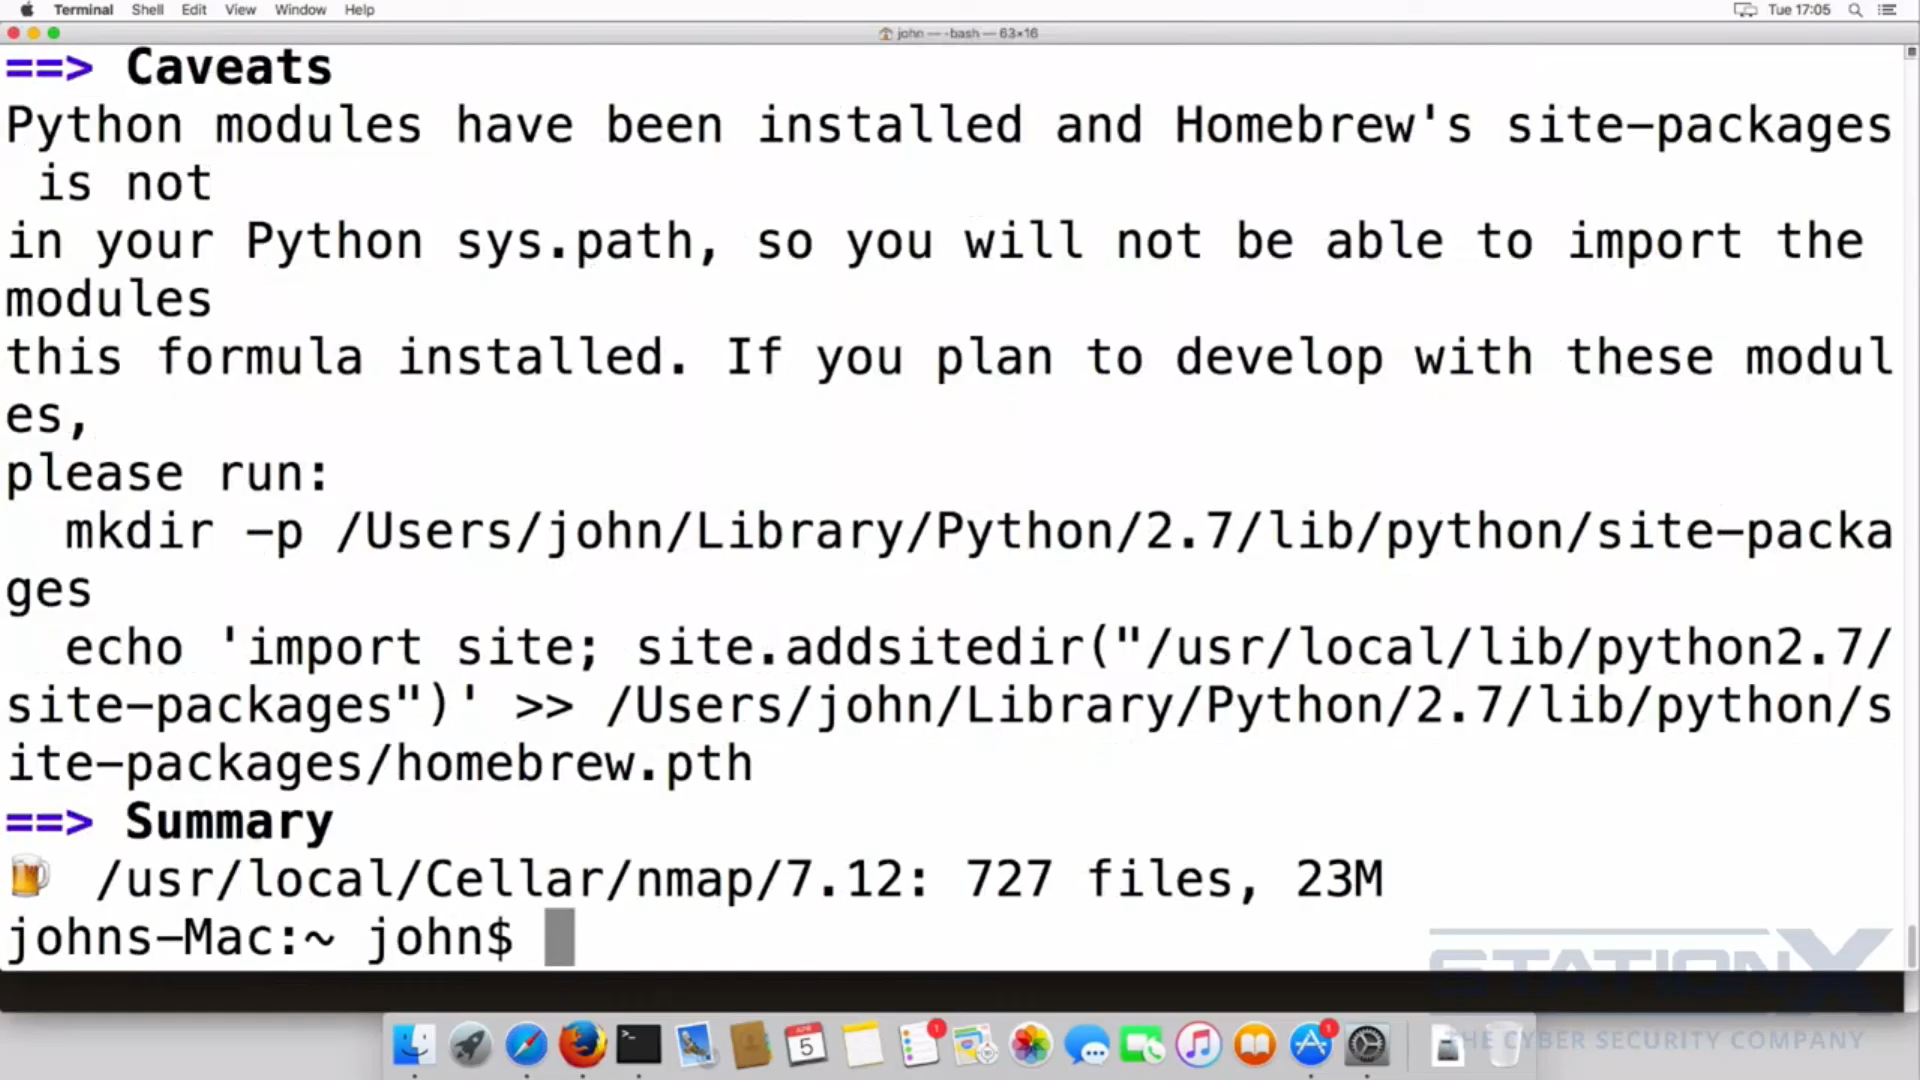 Terminal Shell Edit View Window Help Tue 17:05
john — -bash — 63×16
==> Caveats
Python modules have been installed and Homebrew's site-packages
is not
in your Python sys.path, so you will not be able to import the
modules
this formula installed. If you plan to develop with these modul
es,
please run:
mkdir -p /Users/john/Library/Python/2.7/lib/python/site-packa
ges
echo 'import site; site.addsitedir("/usr/local/lib/python2.7/
site-packages")' >> /Users/john/Library/Python/2.7/lib/python/s
ite-packages/homebrew.pth
==> Summary
🍺 /usr/local/Cellar/nmap/7.12: 727 files, 23M
johns-Mac:~ john$
STATIONX
THE CYBER SECURITY COMPANY
APR
5
1
1